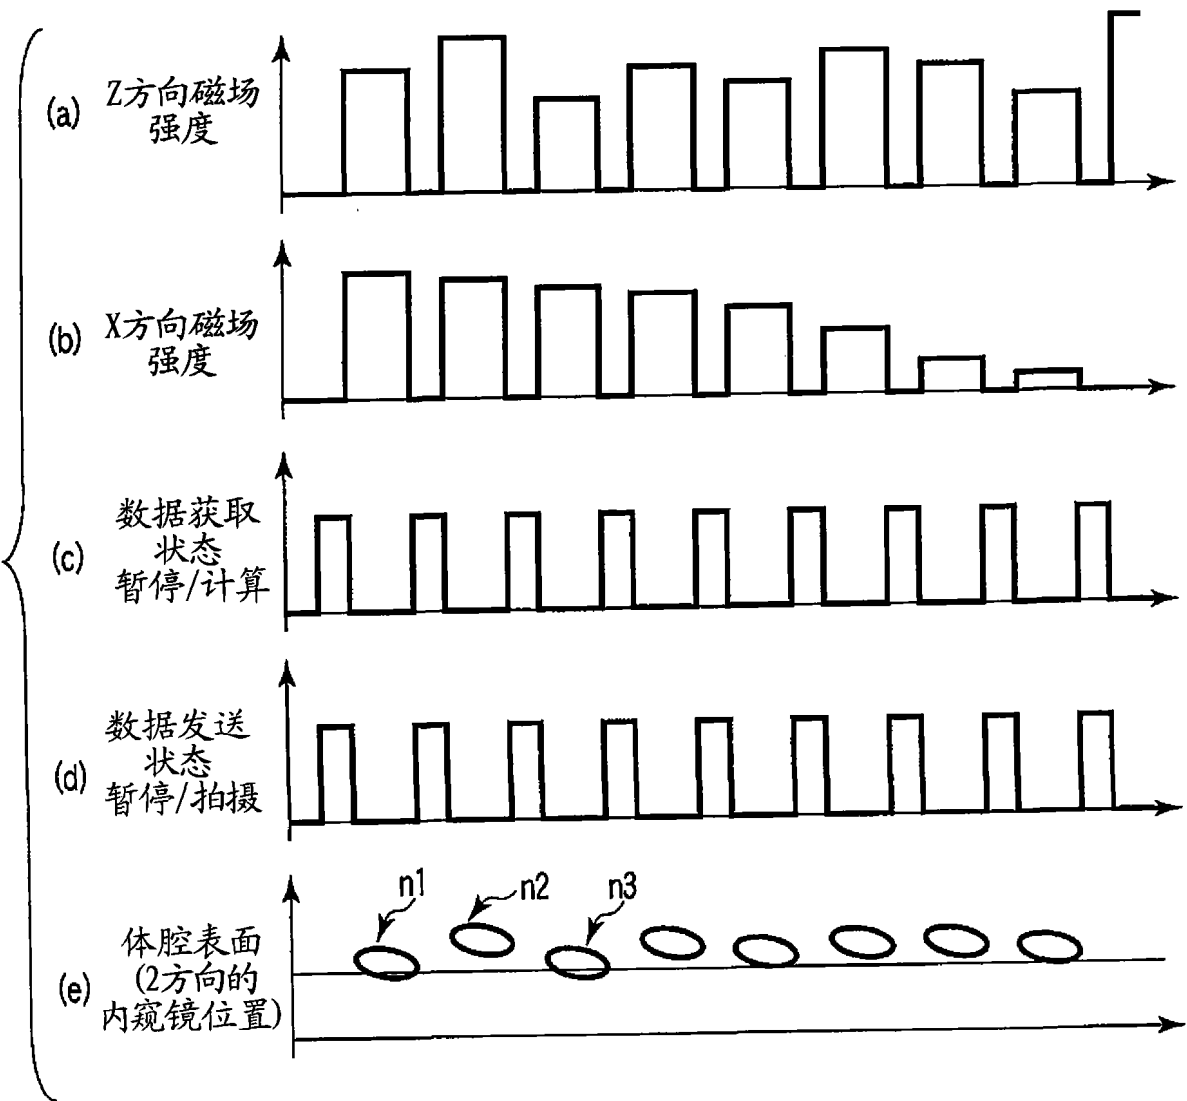 (a) Z方向磁场
强度
(b) X方向磁场
强度
数据获取
(c) 状态
暂停/计算
数据发送
状态
(d) 暂停/拍摄
n1 n2 n3
体腔表面
(e) (2方向的
内窥镜位置)